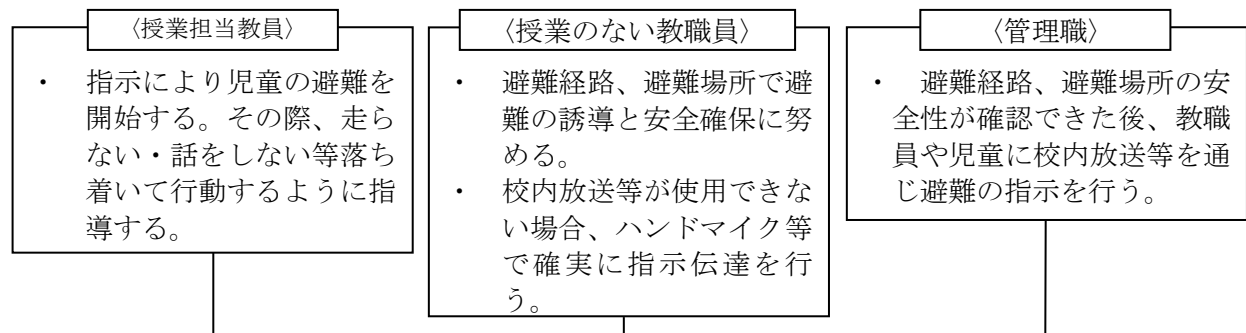 〈授業担当教員〉
・ 指示により児童の避難を
開始する。その際、走ら
ない・話をしない等落ち
着いて行動するように指
導する。
〈授業のない教職員〉
・ 避難経路、避難場所で避
難の誘導と安全確保に努
める。
・ 校内放送等が使用できな
い場合、ハンドマイク等
で確実に指示伝達を行
う。
〈管理職〉
・ 避難経路、避難場所の安
全性が確認できた後、教職
員や児童に校内放送等を通
じ避難の指示を行う。